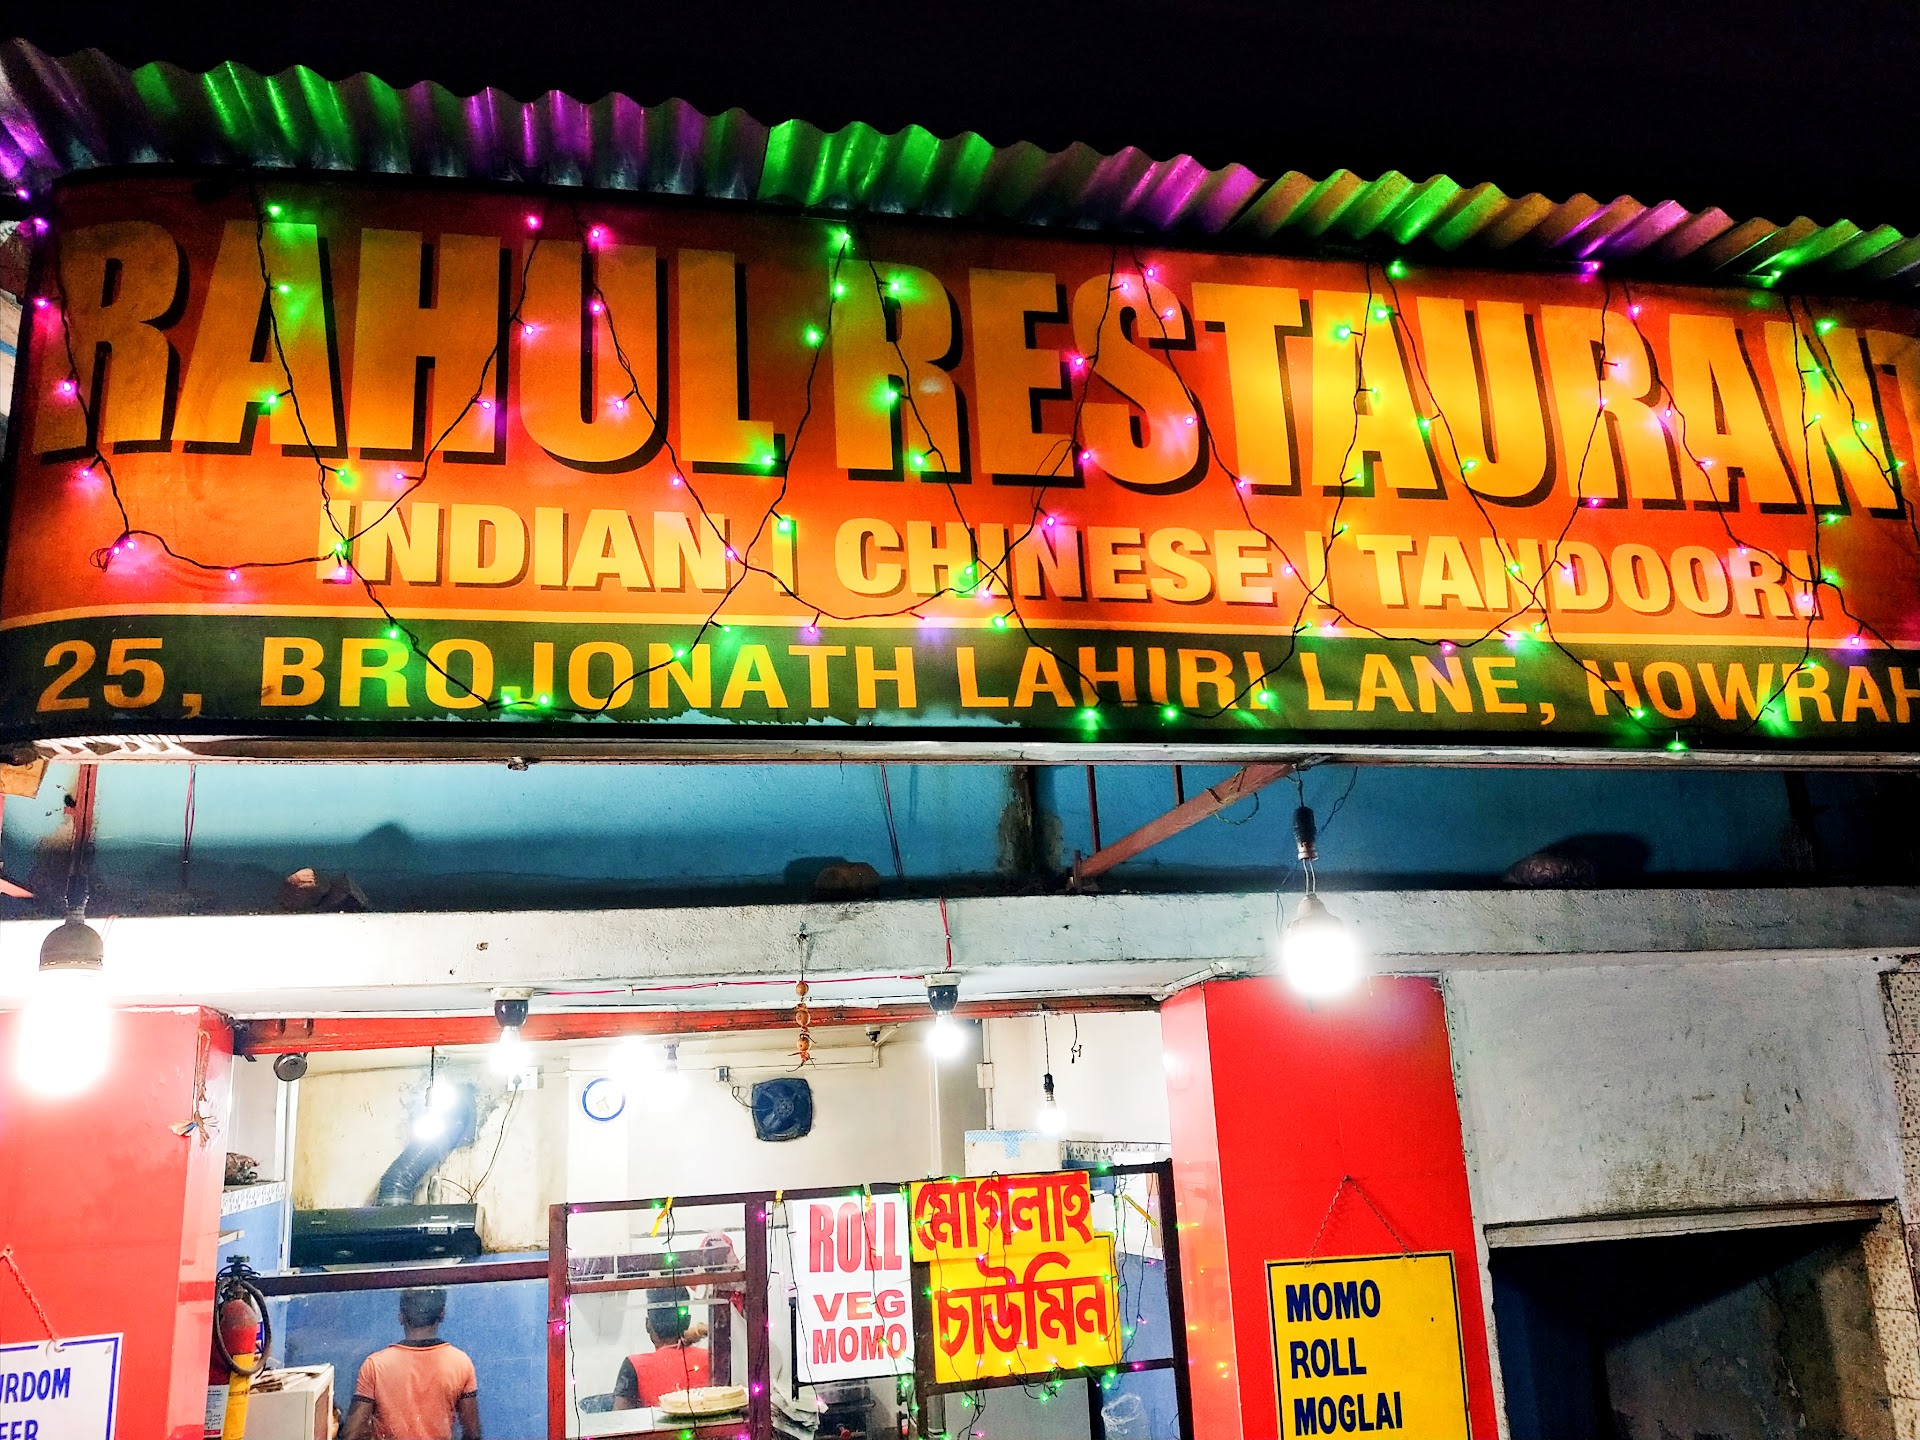 RAHUL RESTAURANT
INDIAN | CHINESE | TANDOORI
25, BROJONATH LAHIRI LANE, HOWRAH
ROLL
VEG
MOMO
মোগলাই
চাউমিন
MOMO
ROLL
MOGLAI